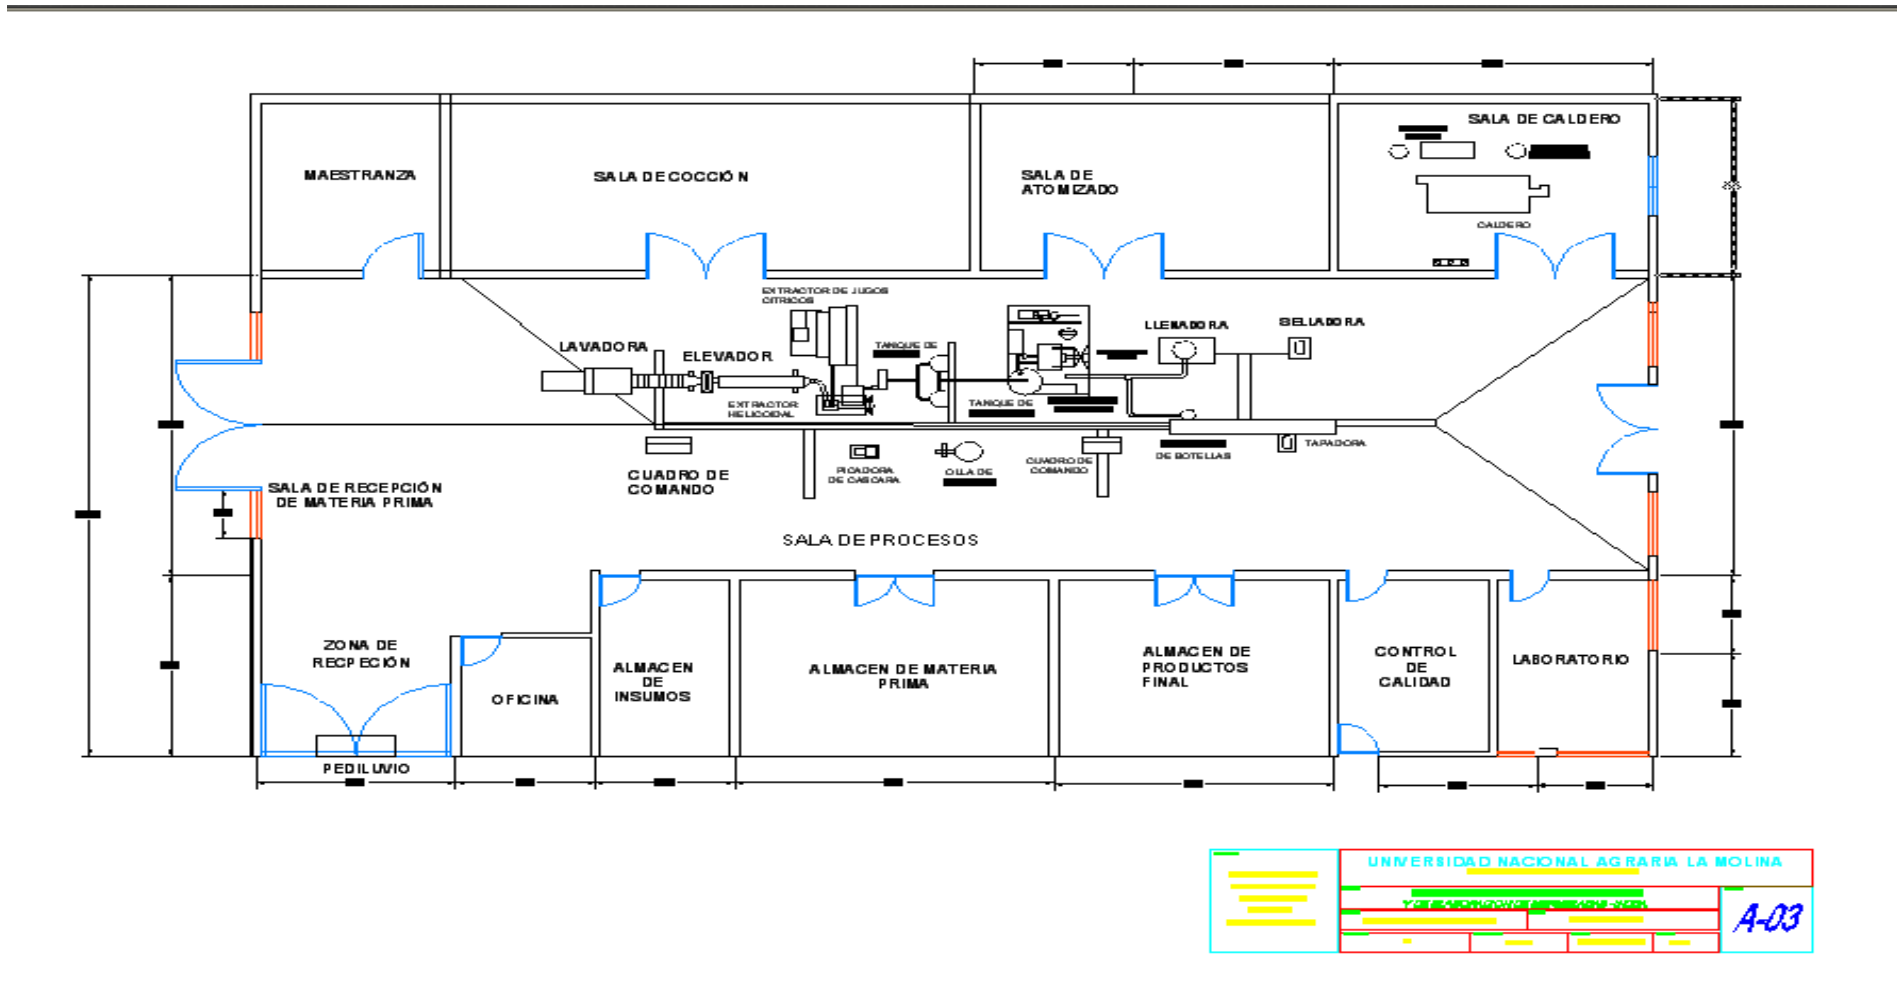 SALA DE CALDERO
MAESTRANZA
SALA DE COCCIÓN
SALA DE
ATOMIZADO
CALDERO
EXTRACTOR DE JUGOS
CITRICOS
LAVADORA
ELEVADOR
TANQUE DE
LLENADORA
SELLADORA
EXTRACTOR
HELICOIDAL
TANQUE DE
CUADRO DE
COMANDO
PICADORA
DE CASCARA
OLLA DE
CUADRO DE
COMANDO
DE BOTELLAS
TAPADORA
SALA DE RECEPCIÓN
DE MATERIA PRIMA
SALA DE PROCESOS
ZONA DE
RECPECIÓN
OFICINA
ALMACEN
DE
INSUMOS
ALMACEN DE MATERIA
PRIMA
ALMACEN DE
PRODUCTOS
FINAL
CONTROL
DE
CALIDAD
LABORATORIO
PEDILUVIO
UNIVERSIDAD NACIONAL AGRARIA LA MOLINA
A-03